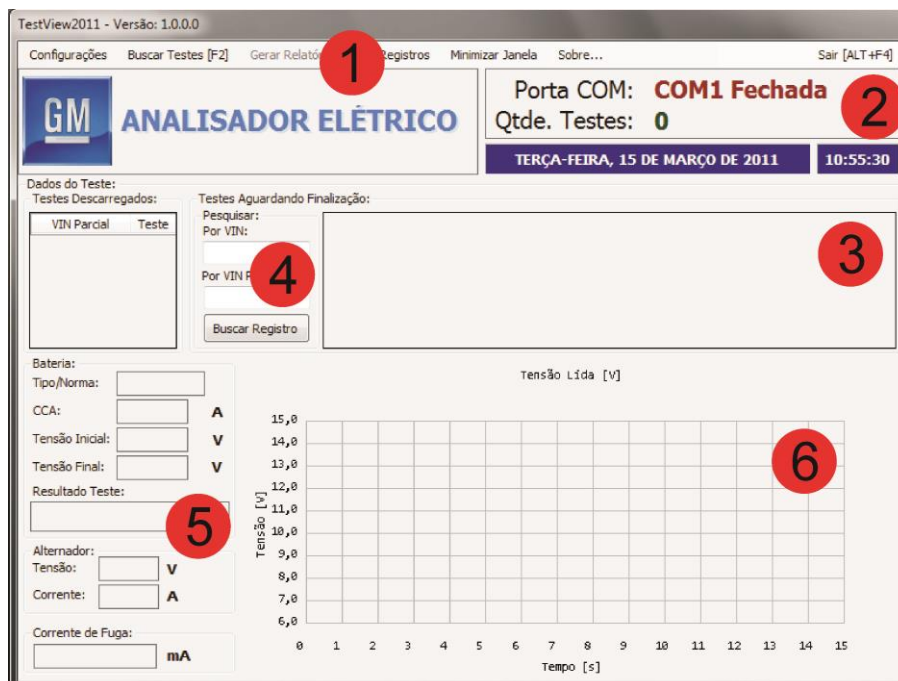 TestView2011 - Versão: 1.0.0.0
Configurações Buscar Testes [F2] Gerar Relatór 1 Registros Minimizar Janela Sobre... Sair [ALT+F4]
GM
ANALISADOR ELÉTRICO
Porta COM: COM1 Fechada
Qtde. Testes: 0
2
TERÇA-FEIRA, 15 DE MARÇO DE 2011 10:55:30
Dados do Teste:
Testes Descarregados: Testes Aguardando Finalização:
VIN Parcial Teste
Pesquisar:
Por VIN:
3
4
Por VIN
Buscar Registro
Bateria:
Tipo/Norma:
CCA: A
Tensão Inicial: V
Tensão Final: V
Resultado Teste:
5
Alternador:
Tensão: V
Corrente: A
Corrente de Fuga:
mA
Tensão Lída [V]
Tensão [V]
15,0
14,0
13,0
12,0
11,0
10,0
9,0
8,0
7,0
6,0
6
0 1 2 3 4 5 6 7 8 9 10 11 12 13 14 15
Tempo [s]